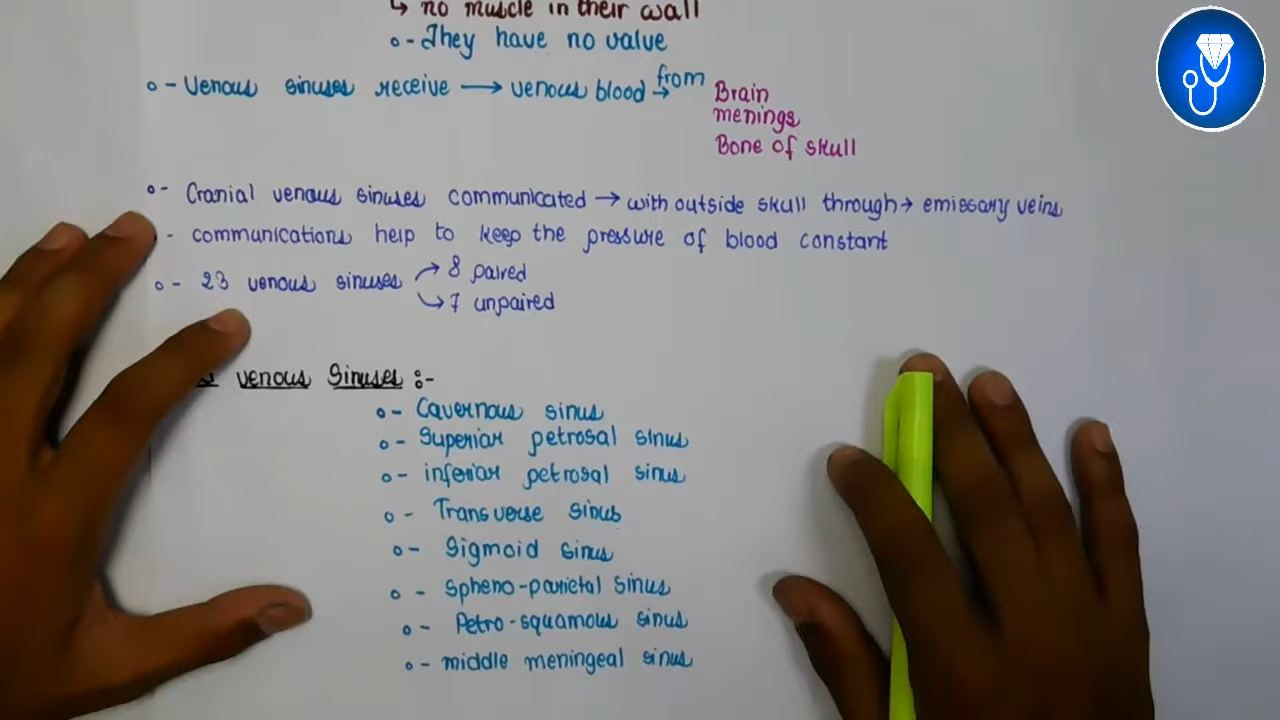 ↳ no muscle in their wall
o- They have no value
o- Venous sinuses receive → venous blood from →
Brain
menings
Bone of skull
o- Cranial venous sinuses communicated → with outside skull through → emissary veins
- communications help to keep the pressure of blood constant
o- 23 venous sinuses
8 paired
7 unpaired
venous Sinuses :-
o- Cavernous sinus
o- Superior petrosal sinus
o- inferior petrosal sinus
o- Transverse sinus
o- Sigmoid sinus
o- Spheno-parietal sinus
o- Petro-squamous sinus
o- middle meningeal sinus